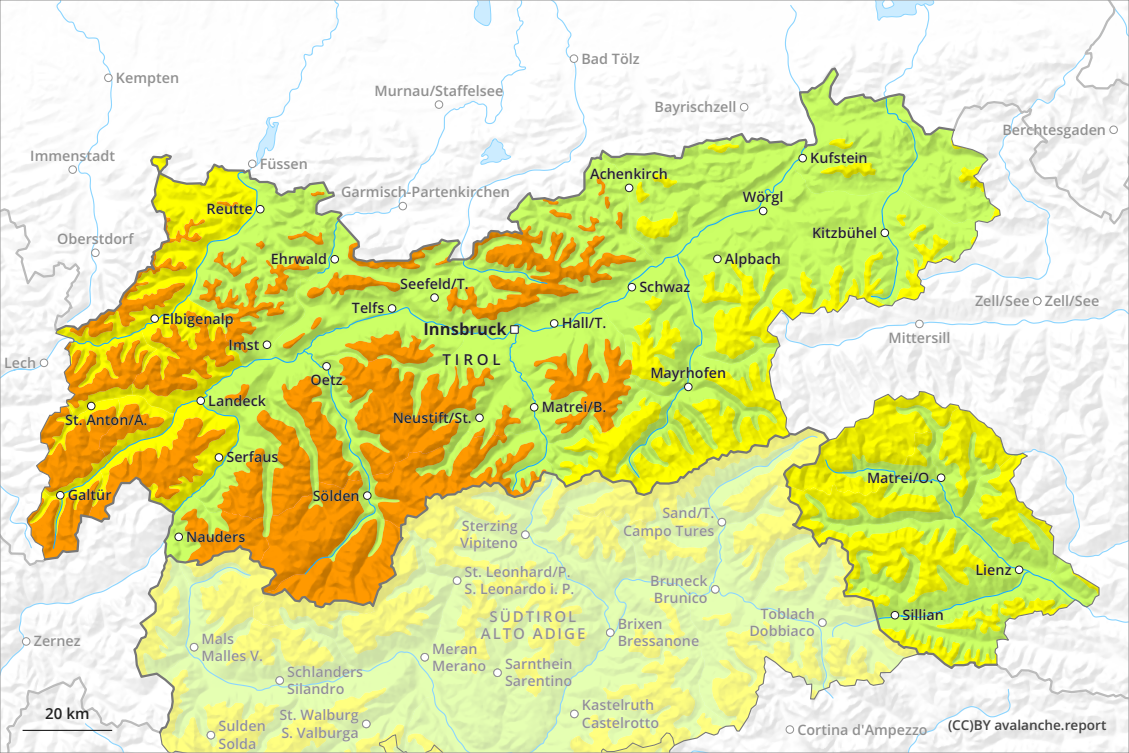 Kempten
Bad Tölz
Murnau/Staffelsee
Bayrischzell
Berchtesgaden
Immenstadt
Füssen
Kufstein
Achenkirch
Garmisch-Partenkirchen
Wörgl
Reutte
Oberstdorf
Kitzbühel
Ehrwald
Alpbach
Seefeld/T.
Schwaz
Zell/See
Zell/See
Telfs
Elbigenalp
Innsbruck
Hall/T.
Mittersill
Imst
Lech
TIROL
Oetz
Mayrhofen
Landeck
Matrei/B.
St. Anton/A.
Neustift/St.
Serfaus
Matrei/O.
Galtür
Sölden
Sand/T.
Campo Tures
Sterzing
Vipiteno
Nauders
St. Leonhard/P.
S. Leonardo i. P.
Lienz
Bruneck
Brunico
SÜDTIROL
ALTO ADIGE
Toblach
Dobbiaco
Sillian
Brixen
Bressanone
Zernez
Mals
Malles V.
Meran
Merano
Sarnthein
Sarentino
Schlanders
Silandro
20 km
Kastelruth
Castelrotto
St. Walburg
S. Valburga
Sulden
Solda
Cortina d'Ampezzo
(CC)BY avalanche.report